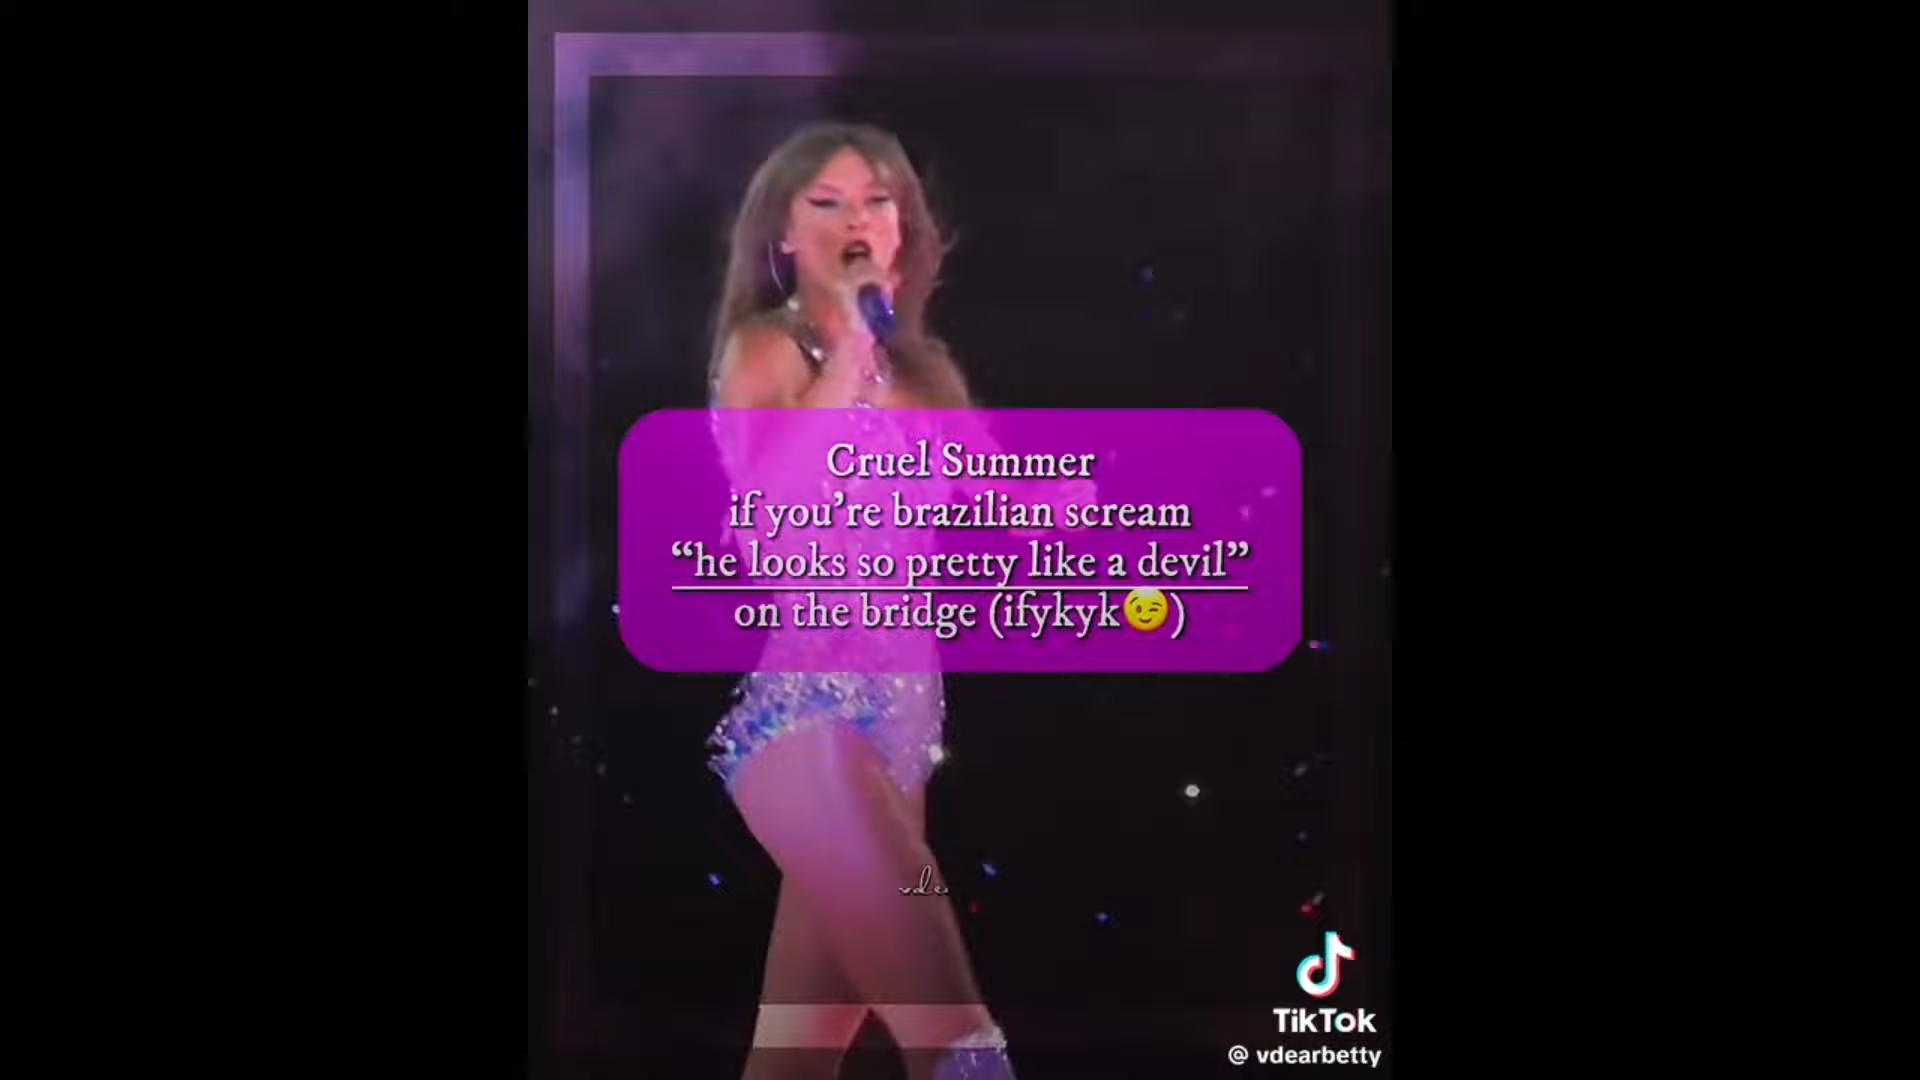 Cruel Summer
if you’re brazilian scream
“he looks so pretty like a devil”
on the bridge (ifykyk😉)
TikTok
@ vdearbetty